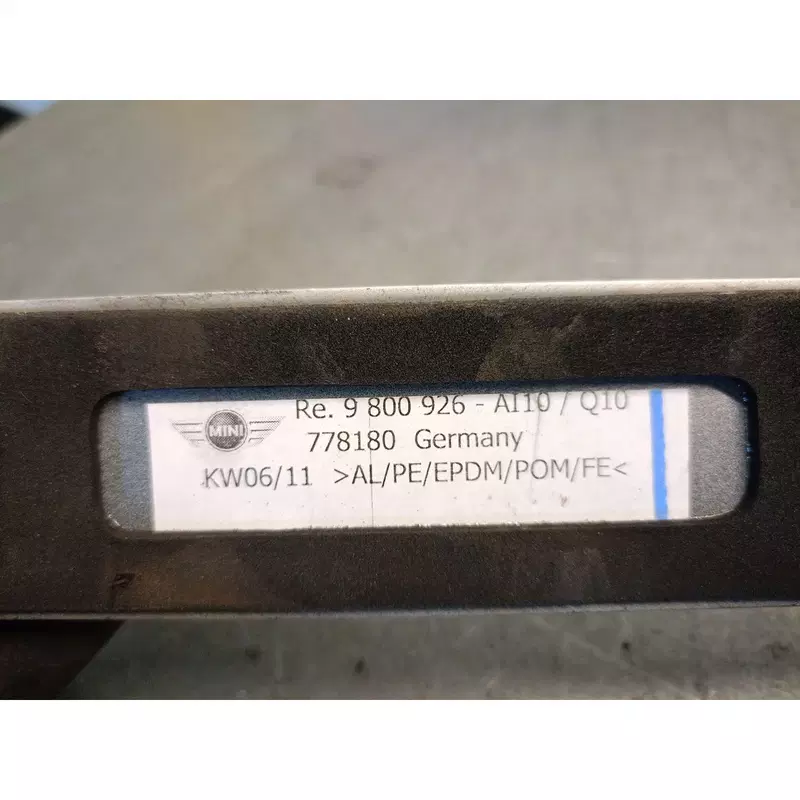 MINI
Re. 9 800 926 - AI10 / Q10
778180 Germany
KW06/11 >AL/PE/EPDM/POM/FE<